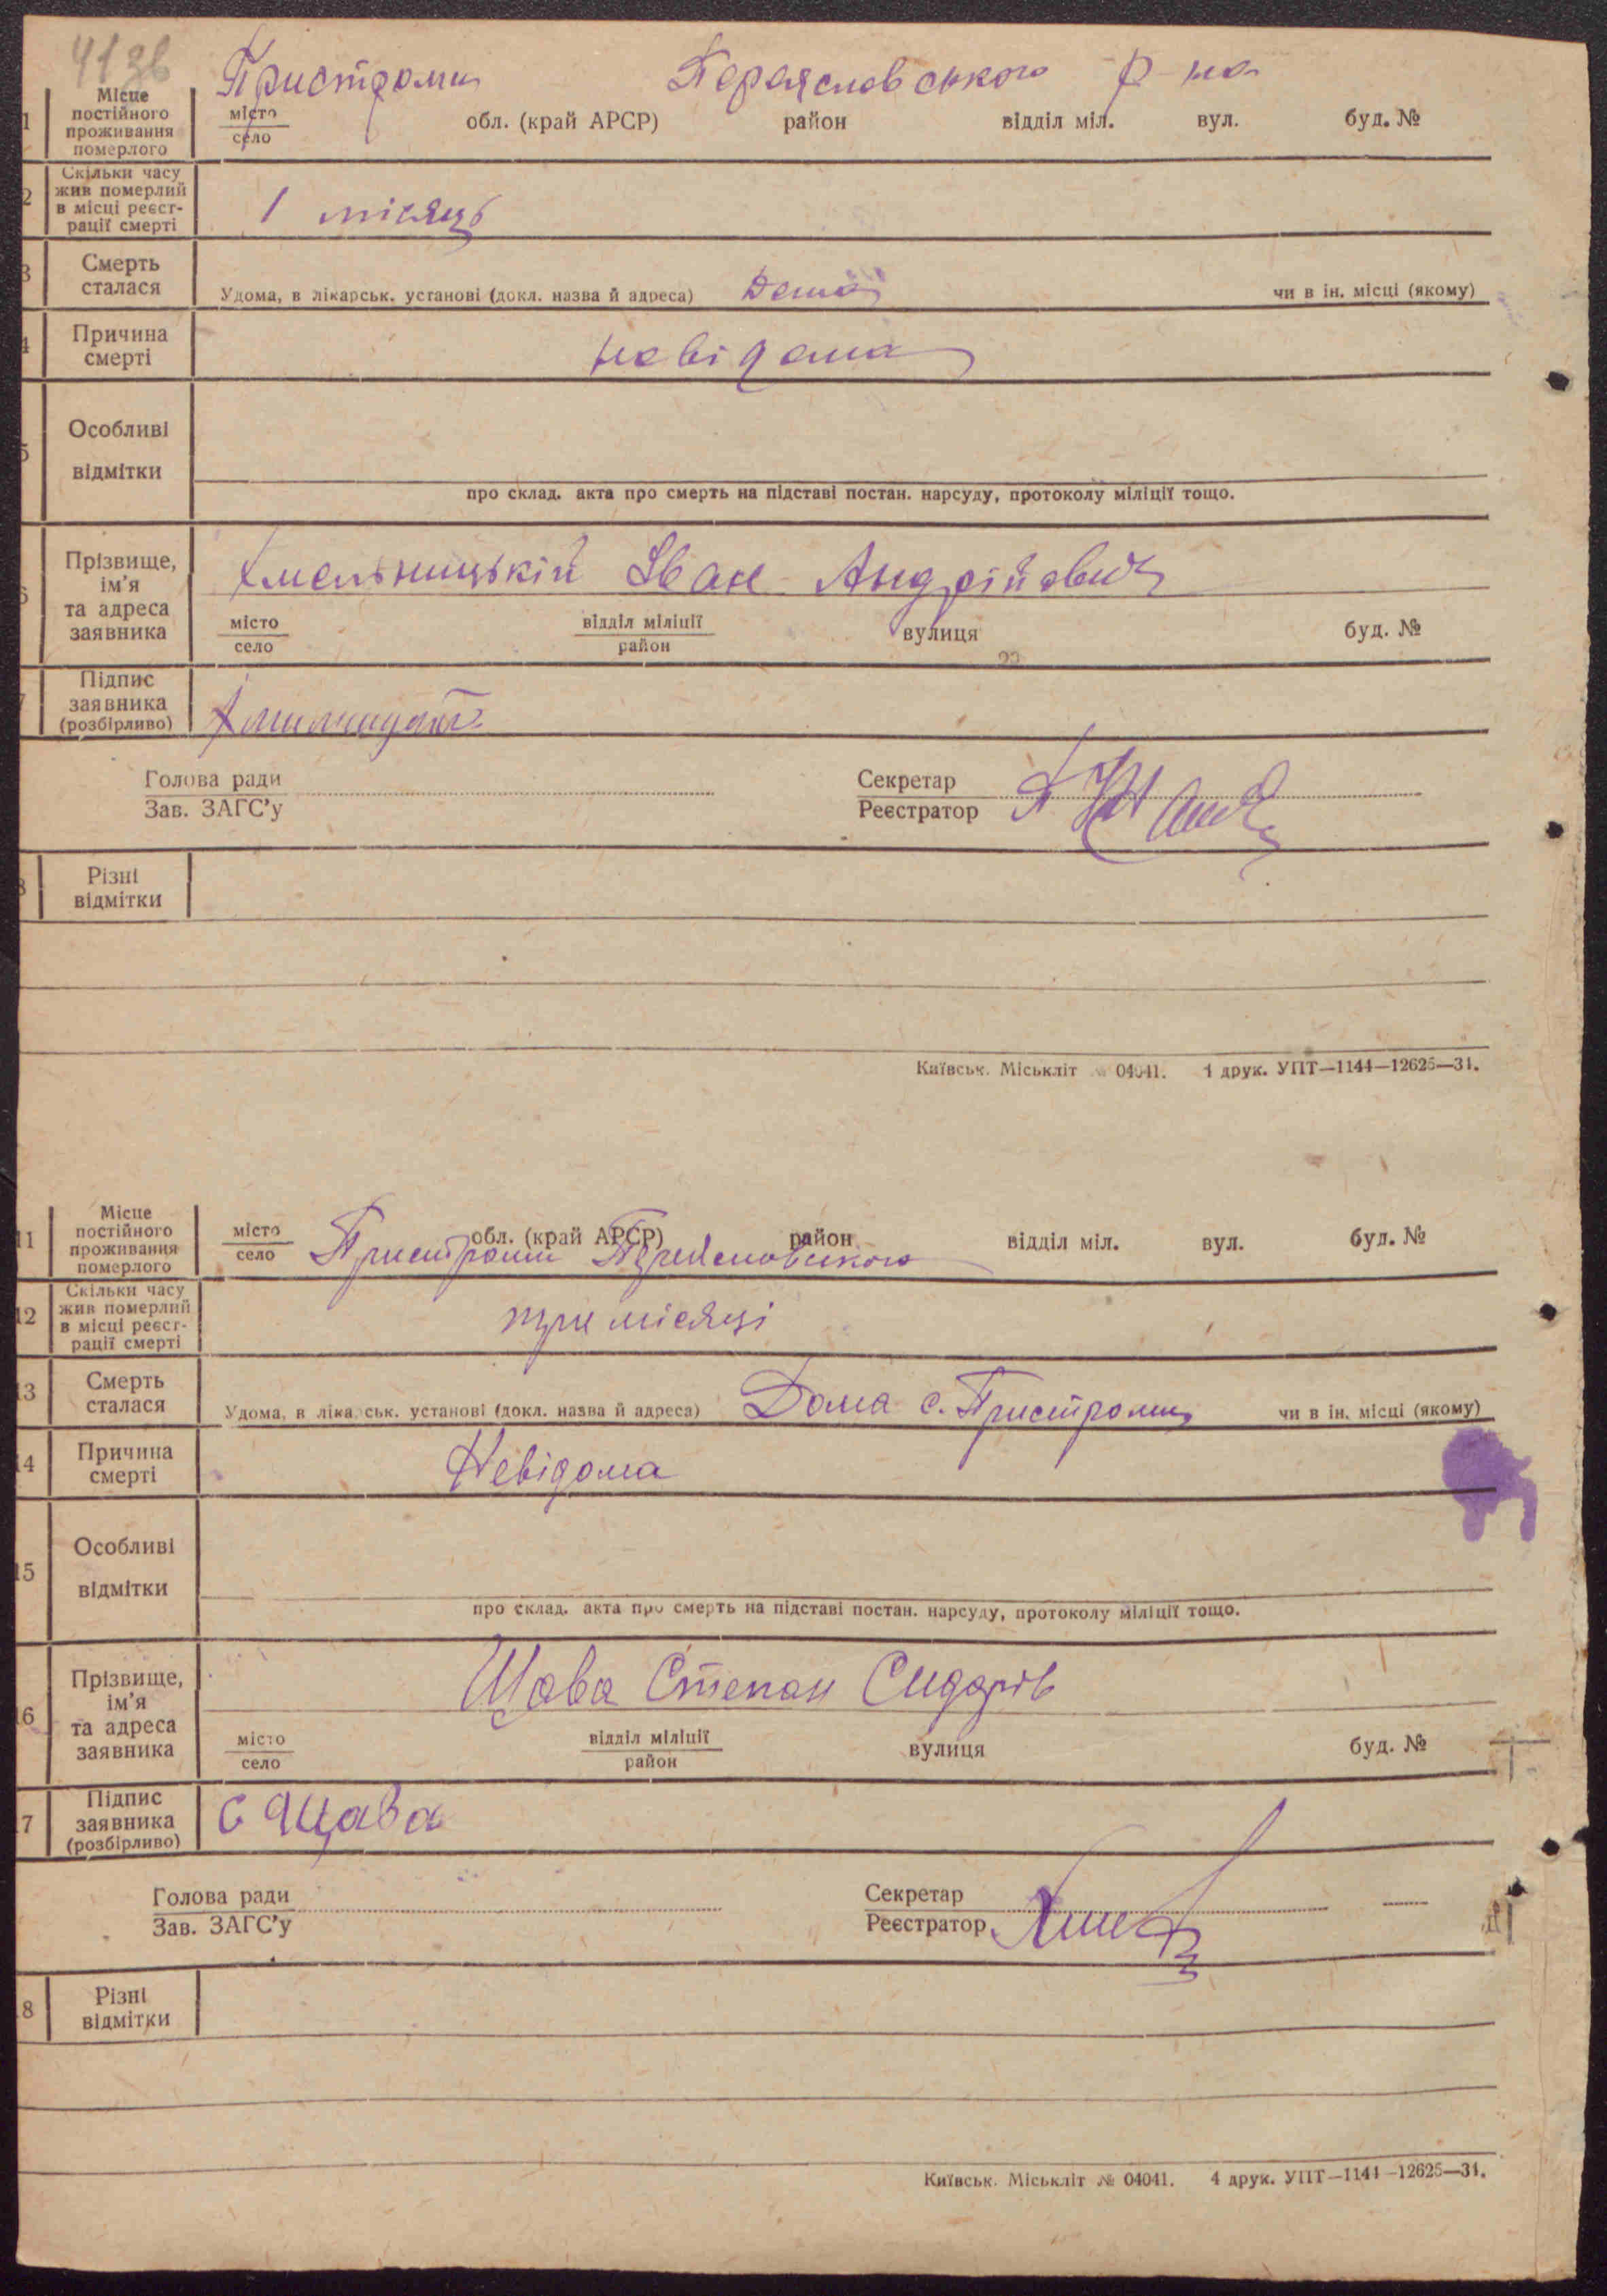 41 зв
Пристроми Переяславського р-на
1 Місце постійного проживання померлого
місто село обл. (край АРСР) район відділ міл. вул. буд. №
2 Скільки часу жив померлий в місці реєстрації смерті
1 місяць
3 Смерть сталася
Удома, в лікарськ. установі (докл. назва й адреса) Дома чи в ін. місці (якому)
4 Причина смерті
невідома
5 Особливі відмітки
про склад. акта про смерть на підставі постан. нарсуду, протоколу міліції тощо.
6 Прізвище, ім'я та адреса заявника
Хмельницькій Іван Андрійович
місто село відділ міліції район вулиця буд. №
7 Підпис заявника (розбірливо)
Голова ради Секретар
Зав. ЗАГС'у Реєстратор
8 Різні відмітки
Київськ. Міськліт № 04041. 4 друк. УПТ—1144—12625—31.
11 Місце постійного проживання померлого
місто село обл. (край АРСР) район відділ міл. вул. буд. №
Пристроми Переяславського
12 Скільки часу жив померлий в місці реєстрації смерті
три місяці
13 Смерть сталася
Удома, в лікарськ. установі (докл. назва й адреса) Дома с. Пристроми чи в ін. місці (якому)
14 Причина смерті
Невідома
15 Особливі відмітки
про склад. акта про смерть на підставі постан. нарсуду, протоколу міліції тощо.
16 Прізвище, ім'я та адреса заявника
Щава Степан Сидорів
місто село відділ міліції район вулиця буд. №
17 Підпис заявника (розбірливо)
С Щава
Голова ради Секретар
Зав. ЗАГС'у Реєстратор
18 Різні відмітки
Київськ. Міськліт № 04041. 4 друк. УПТ—1144—12625—31.